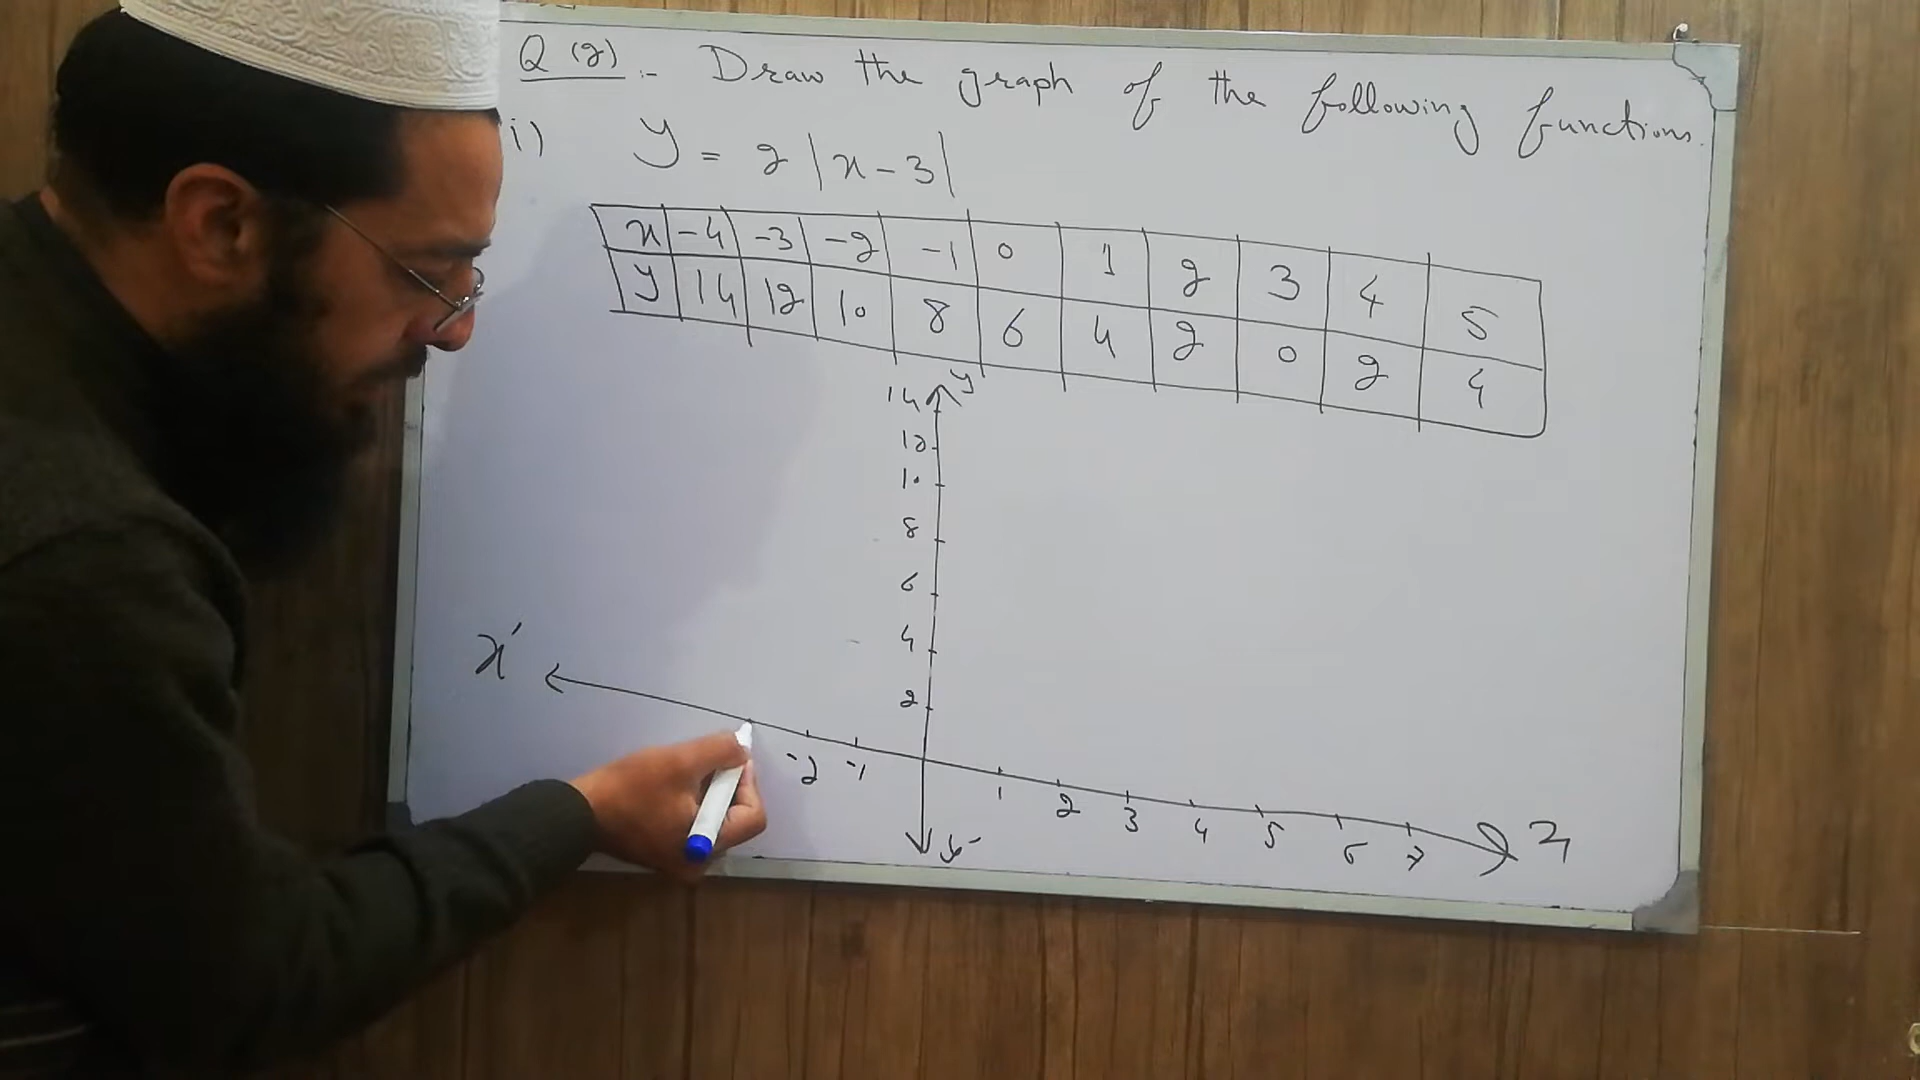 Q (2) :- Draw the graph of the following functions.
i) y = 2 |x - 3|
x -4 -3 -2 -1 0 1 2 3 4 5
y 14 12 10 8 6 4 2 0 2 4
y
14
12
10
8
6
4
2
x'
-2 -1 1 2 3 4 5 6 7 x
y-